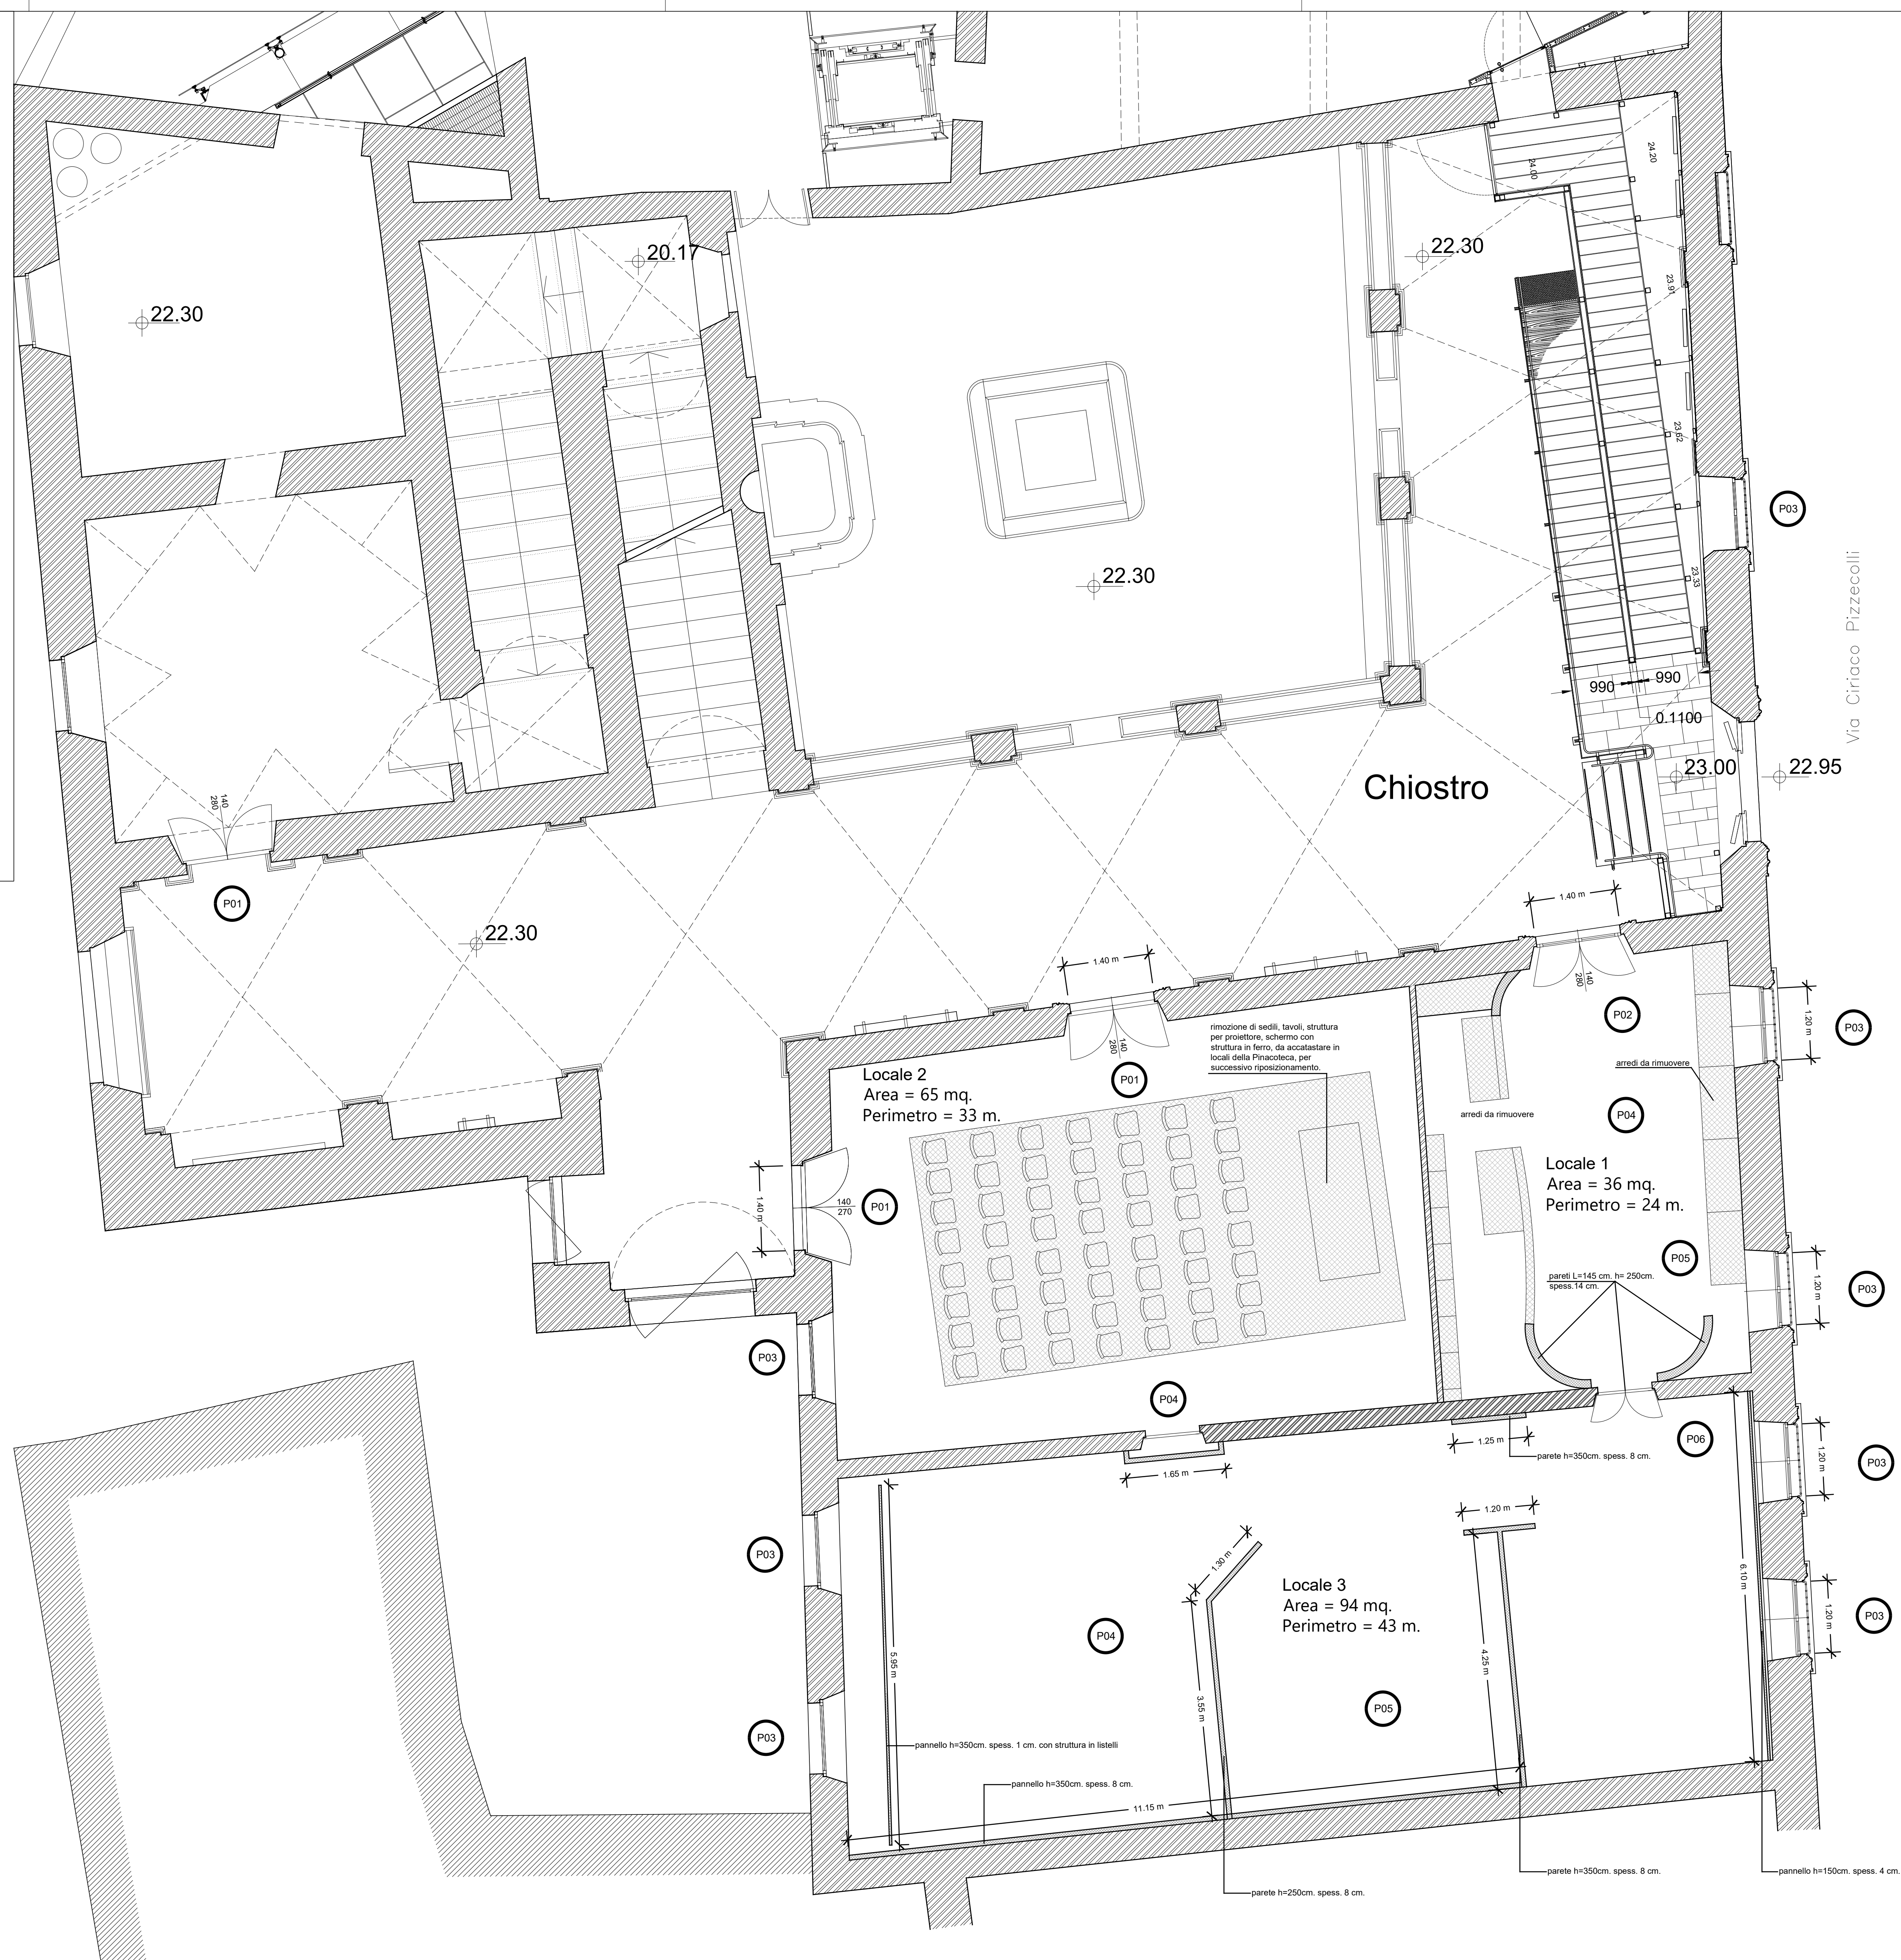 24.20
24.00
20.17
22.30
22.30
23.91
23.62
P03
Via Ciriaco Pizzecolli
22.30
23.33
990
990
0.1100
23.00
22.95
Chiostro
140
280
P01
22.30
1.40 m
1.40 m
140
280
140
280
P02
1.20 m
P03
rimozione di sedili, tavoli, struttura
per proiettore, schermo con
struttura in ferro, da accatastare in
locali della Pinacoteca, per
successivo riposizionamento.
Locale 2
Area = 65 mq.
Perimetro = 33 m.
P01
arredi da rimuovere
arredi da rimuovere
P04
Locale 1
Area = 36 mq.
Perimetro = 24 m.
1.40 m
140
270
P01
P05
pareti L=145 cm. h= 250cm.
spess.14 cm.
1.20 m
P03
P03
P04
1.25 m
P06
parete h=350cm. spess. 8 cm.
1.20 m
P03
1.65 m
1.20 m
P03
1.30 m
6.10 m
Locale 3
Area = 94 mq.
Perimetro = 43 m.
1.20 m
P03
P04
5.95 m
4.25 m
3.55 m
P05
P03
pannello h=350cm. spess. 1 cm. con struttura in listelli
pannello h=350cm. spess. 8 cm.
11.15 m
parete h=350cm. spess. 8 cm.
pannello h=150cm. spess. 4 cm.
parete h=250cm. spess. 8 cm.